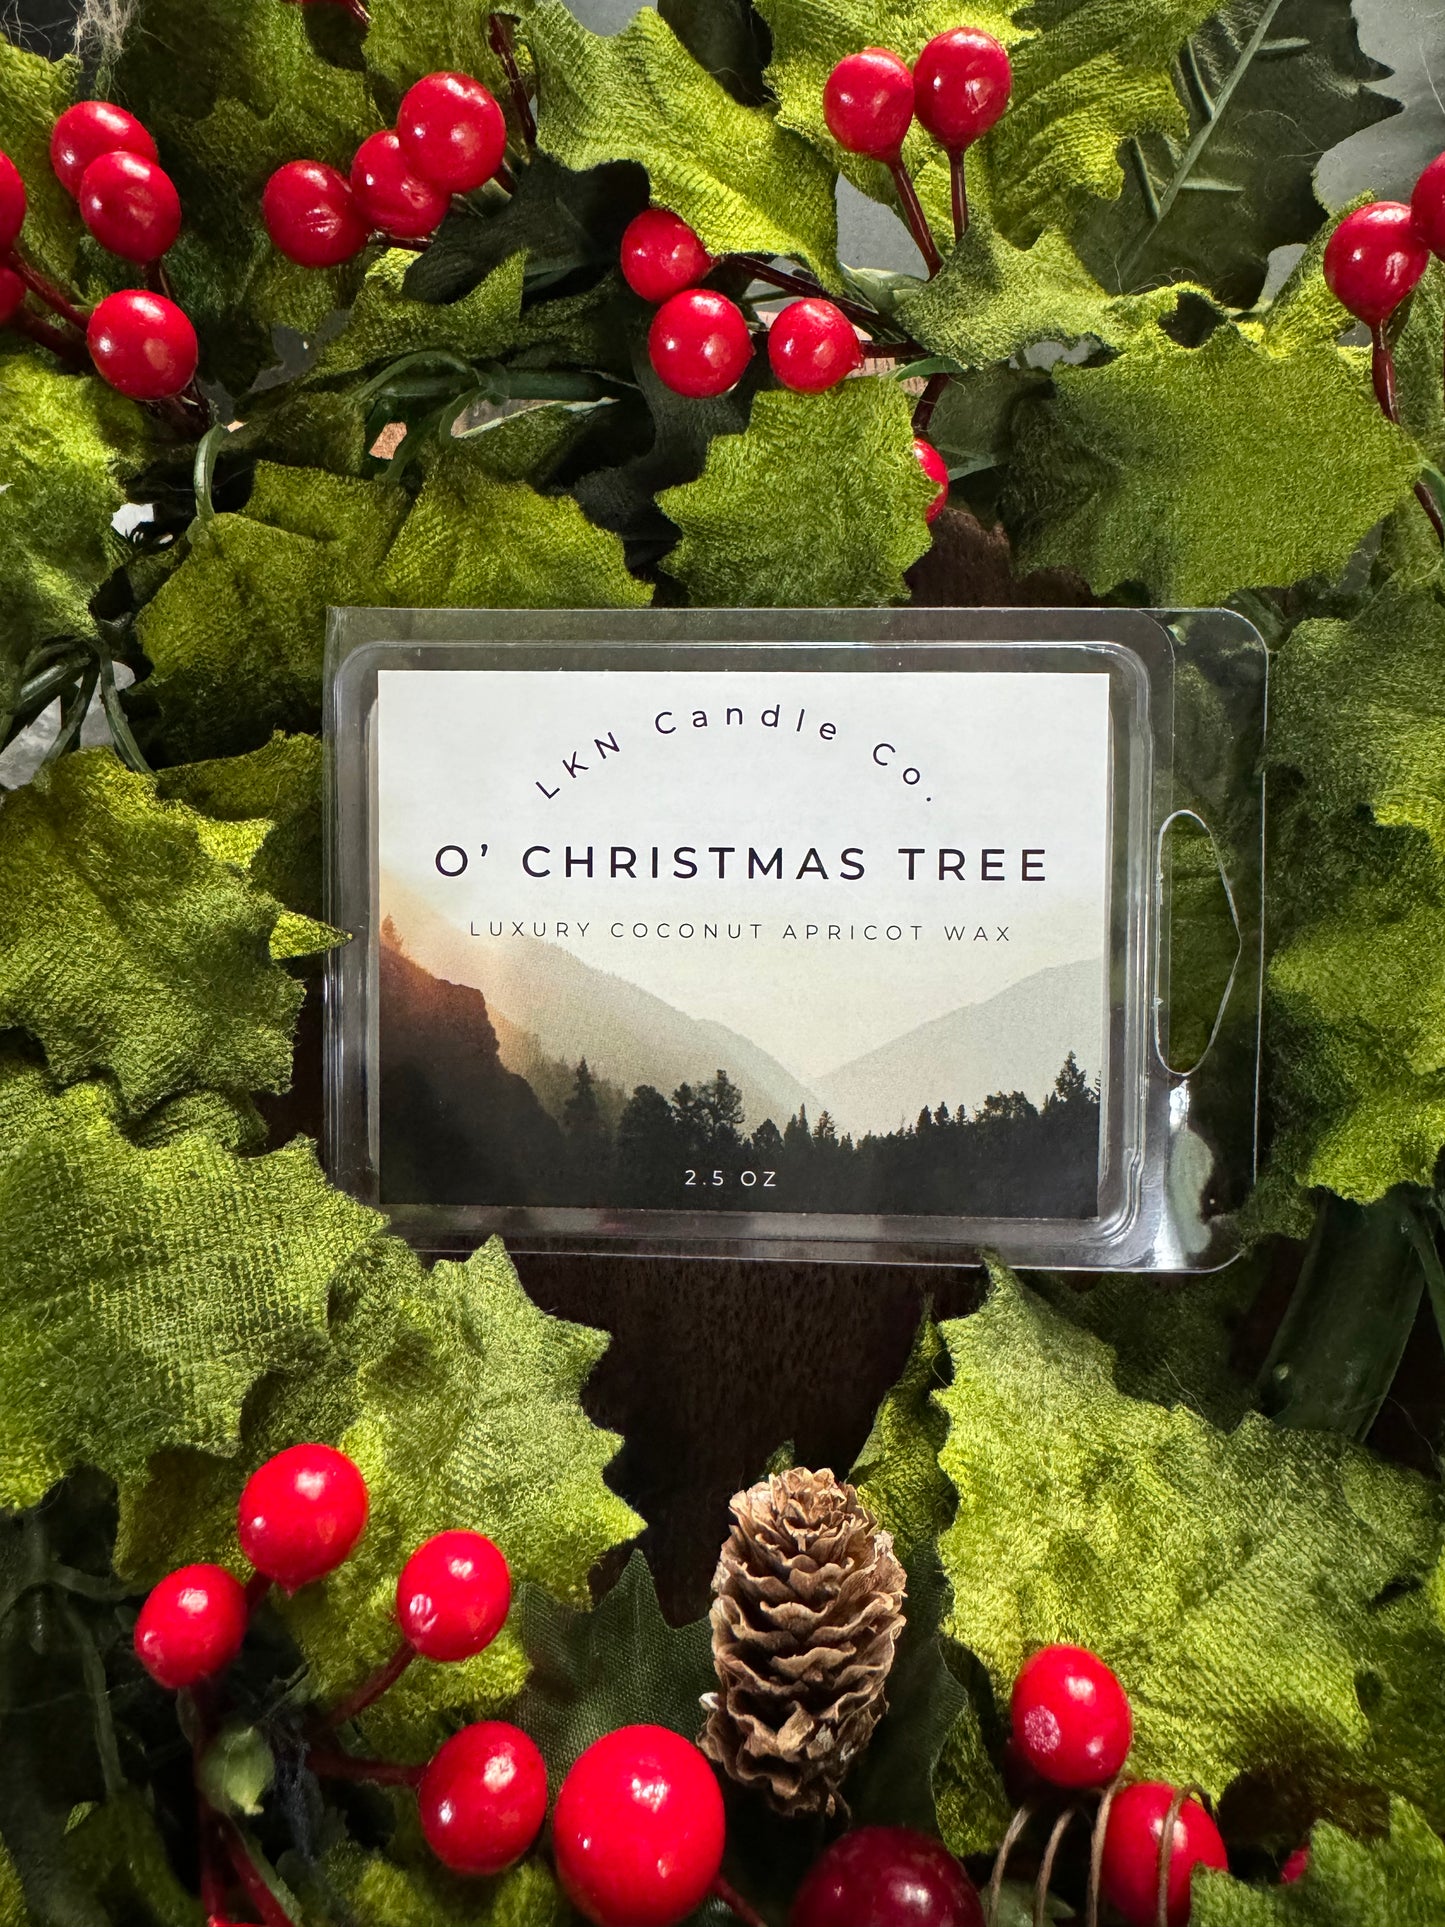 LKN Candle Co.
O' CHRISTMAS TREE
LUXURY COCONUT APRICOT WAX
2.5 OZ